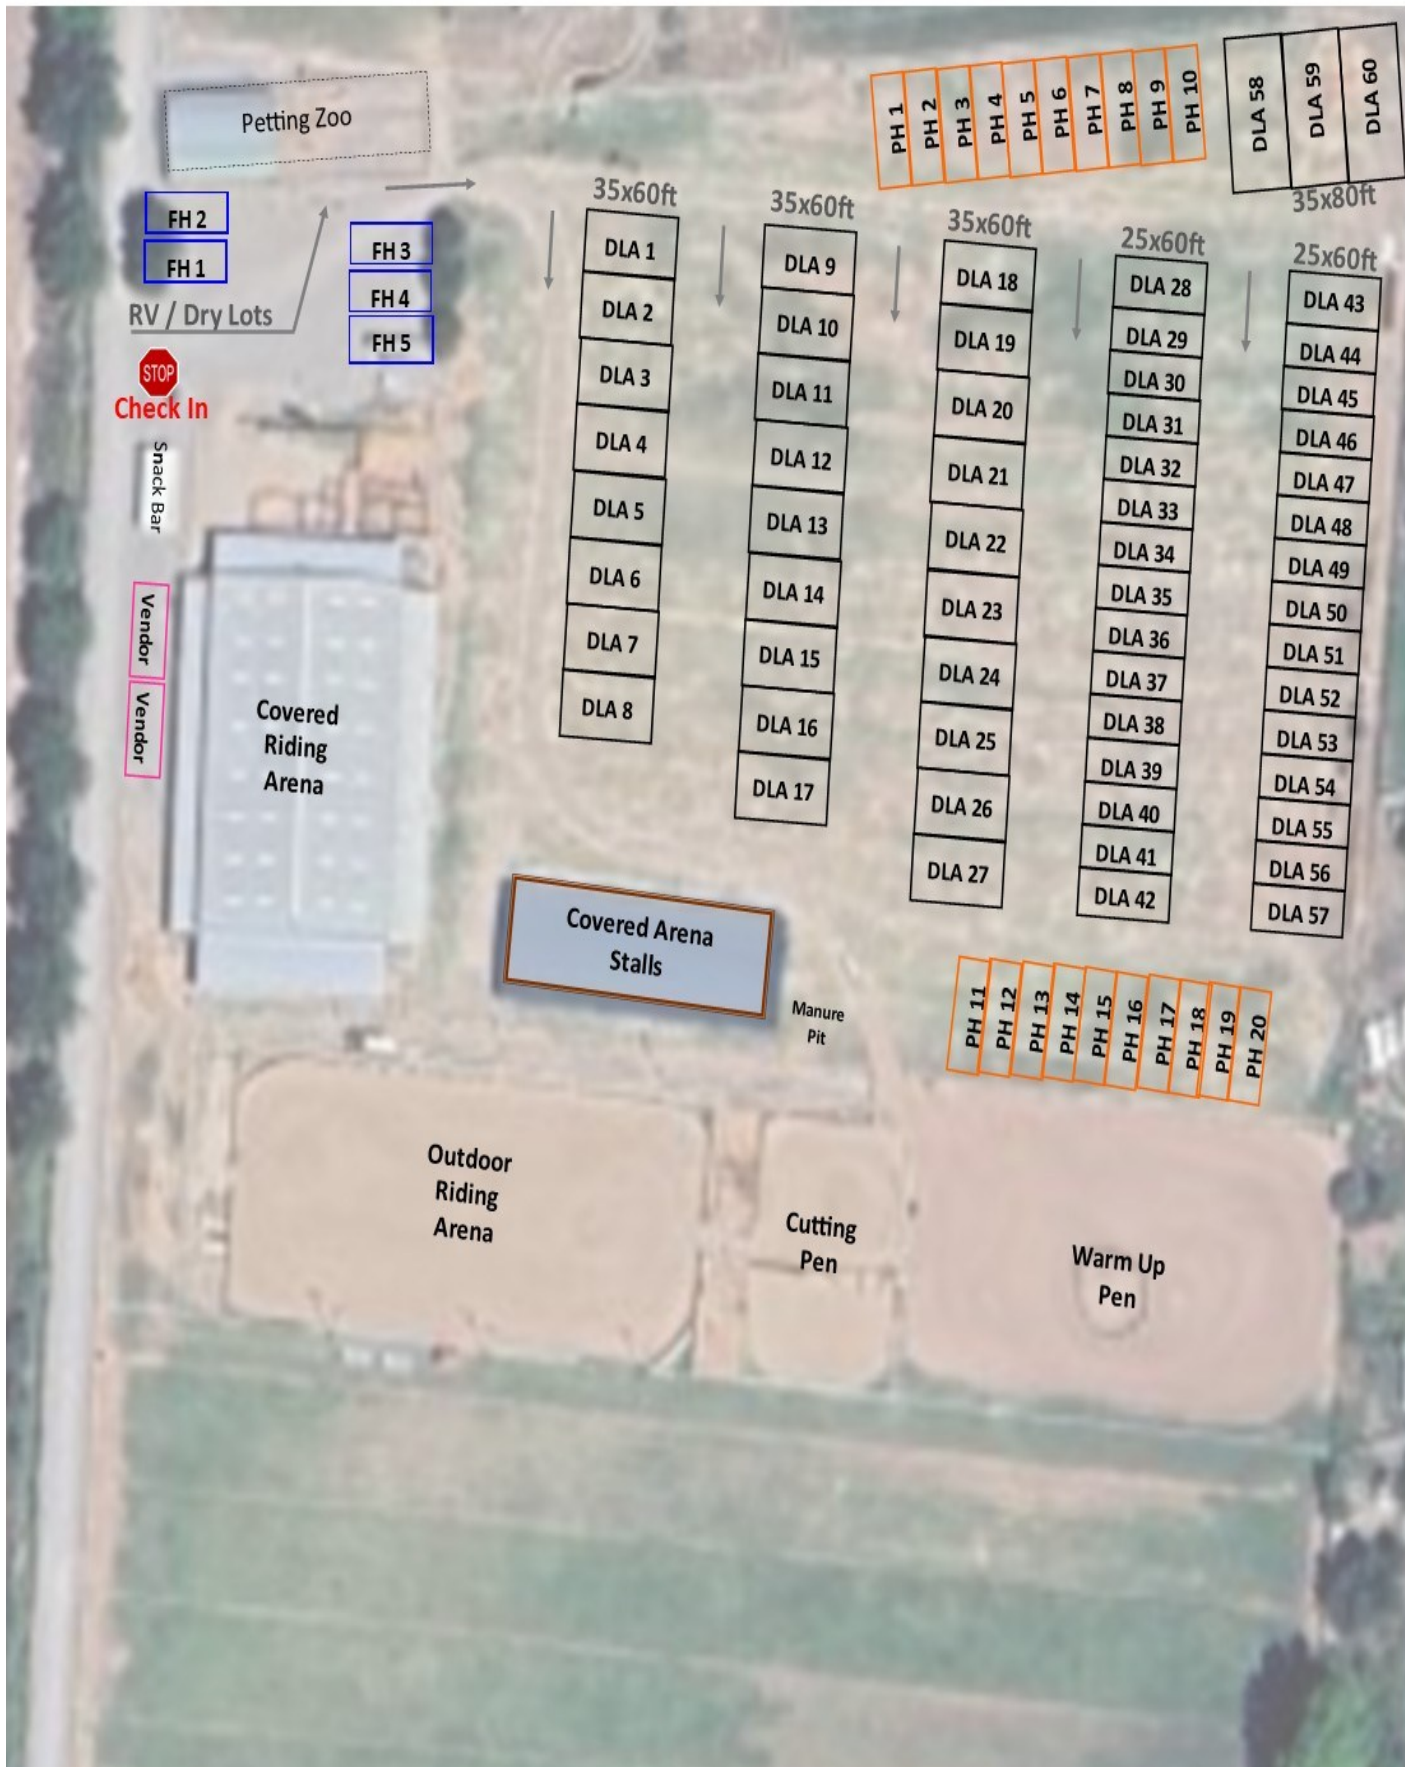 Petting Zoo
FH 2
FH 1
FH 3
FH 4
FH 5
RV / Dry Lots
STOP
Check In
Snack Bar
Vendor
Vendor
Covered
Riding
Arena
PH 1
PH 2
PH 3
PH 4
PH 5
PH 6
PH 7
PH 8
PH 9
PH 10
DLA 58
DLA 59
DLA 60
35x80ft
35x60ft
DLA 1
DLA 2
DLA 3
DLA 4
DLA 5
DLA 6
DLA 7
DLA 8
35x60ft
DLA 9
DLA 10
DLA 11
DLA 12
DLA 13
DLA 14
DLA 15
DLA 16
DLA 17
35x60ft
DLA 18
DLA 19
DLA 20
DLA 21
DLA 22
DLA 23
DLA 24
DLA 25
DLA 26
DLA 27
25x60ft
DLA 28
DLA 29
DLA 30
DLA 31
DLA 32
DLA 33
DLA 34
DLA 35
DLA 36
DLA 37
DLA 38
DLA 39
DLA 40
DLA 41
DLA 42
25x60ft
DLA 43
DLA 44
DLA 45
DLA 46
DLA 47
DLA 48
DLA 49
DLA 50
DLA 51
DLA 52
DLA 53
DLA 54
DLA 55
DLA 56
DLA 57
Covered Arena
Stalls
Manure
Pit
PH 11
PH 12
PH 13
PH 14
PH 15
PH 16
PH 17
PH 18
PH 19
PH 20
Outdoor
Riding
Arena
Cutting
Pen
Warm Up
Pen